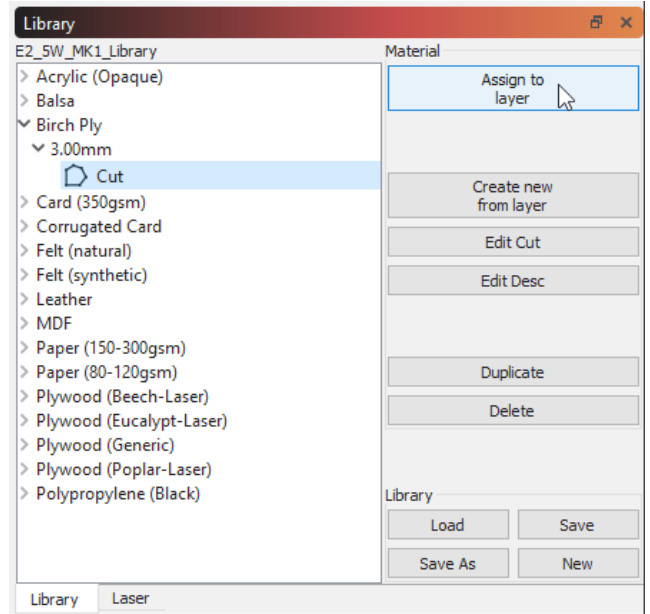 Library
E2_5W_MK1_Library
Acrylic (Opaque)
Balsa
Birch Ply
3.00mm
Cut
Card (350gsm)
Corrugated Card
Felt (natural)
Felt (synthetic)
Leather
MDF
Paper (150-300gsm)
Paper (80-120gsm)
Plywood (Beech-Laser)
Plywood (Eucalypt-Laser)
Plywood (Generic)
Plywood (Poplar-Laser)
Polypropylene (Black)
Material
Assign to
layer
Create new
from layer
Edit Cut
Edit Desc
Duplicate
Delete
Library
Load Save
Save As New
Library Laser